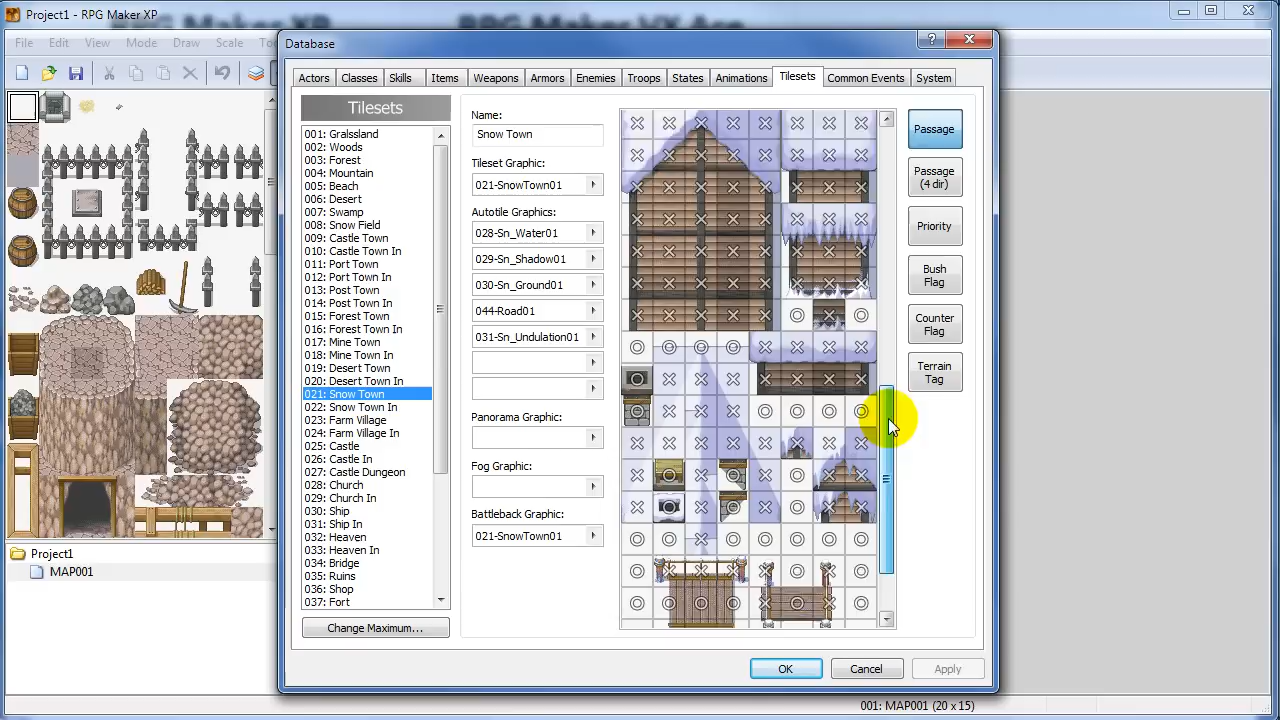 Project1 - RPG Maker XP
RPG Maker XP
RPG Maker VX Ace
File Edit View Mode Draw Scale
Database
Actors Classes Skills Items Weapons Armors Enemies Troops States Animations Tilesets Common Events System
Tilesets
001: Gralssland
002: Woods
003: Forest
004: Mountain
005: Beach
006: Desert
007: Swamp
008: Snow Field
009: Castle Town
010: Castle Town In
011: Port Town
012: Port Town In
013: Post Town
014: Post Town In
015: Forest Town
016: Forest Town In
017: Mine Town
018: Mine Town In
019: Desert Town
020: Desert Town In
021: Snow Town
022: Snow Town In
023: Farm Village
024: Farm Village In
025: Castle
026: Castle In
027: Castle Dungeon
028: Church
029: Church In
030: Ship
031: Ship In
032: Heaven
033: Heaven In
034: Bridge
035: Ruins
036: Shop
037: Fort
Change Maximum...
Name:
Snow Town
Tileset Graphic:
021-SnowTown01
Autotile Graphics:
028-Sn_Water01
029-Sn_Shadow01
030-Sn_Ground01
044-Road01
031-Sn_Undulation01
Panorama Graphic:
Fog Graphic:
Battleback Graphic:
021-SnowTown01
Passage
Passage
(4 dir)
Priority
Bush
Flag
Counter
Flag
Terrain
Tag
OK Cancel Apply
Project1
MAP001
001: MAP001 (20 x 15)